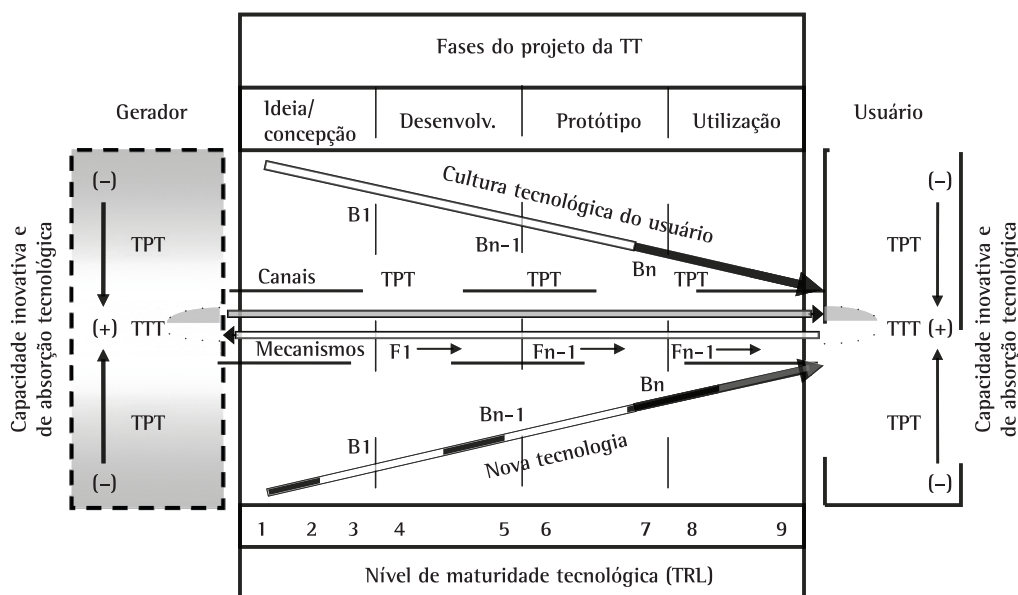 Fases do projeto da TT
Gerador
Ideia/
concepção
Desenvolv.
Protótipo
Utilização
Usuário
Capacidade inovativa e
de absorção tecnológica
(–)
TPT
(+)
TTT
TPT
(–)
Cultura tecnológica do usuário
B1
Bn-1
Bn
Canais
TPT
TPT
TPT
Mecanismos
F1
Fn-1
Fn-1
B1
Bn-1
Bn
Nova tecnologia
(–)
TPT
TTT (+)
TPT
(–)
Capacidade inovativa e
de absorção tecnológica
1 2 3 4 5 6 7 8 9
Nível de maturidade tecnológica (TRL)